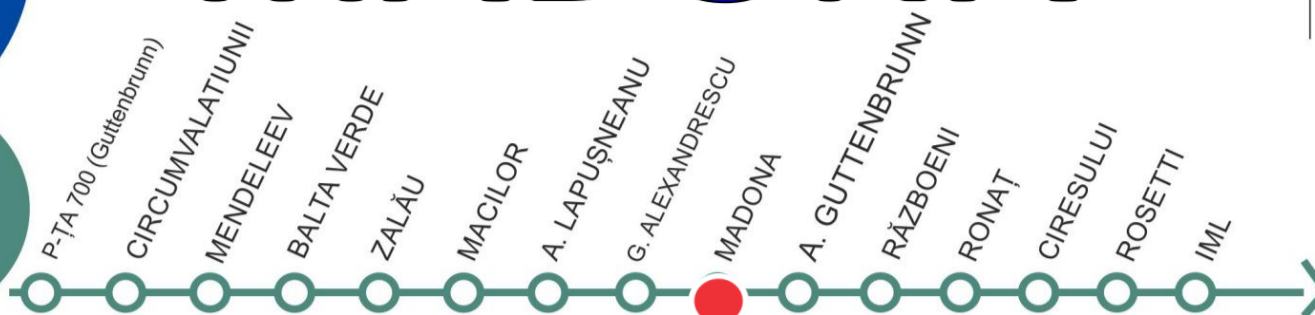 P-ȚA 700 (Guttenbrunn)
CIRCUMVALATIUNII
MENDELEEV
BALTA VERDE
ZALĂU
MACILOR
A. LAPUȘNEANU
G. ALEXANDRESCU
MADONA
A. GUTTENBRUNN
RĂZBOENI
RONAȚ
CIRESULUI
ROSETTI
IML